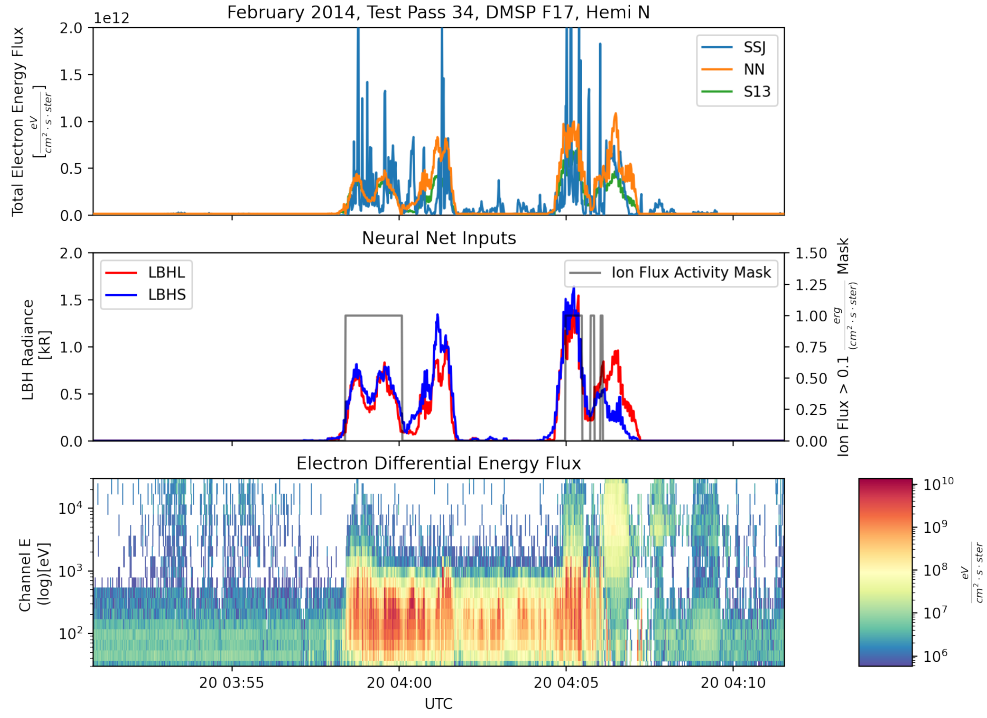 February 2014, Test Pass 34, DMSP F17, Hemi N
1e12
2.0
1.5
1.0
0.5
0.0
Total Electron Energy Flux
[eV / cm² · s · ster]
SSJ
NN
S13
Neural Net Inputs
2.0
1.5
1.0
0.5
0.0
LBH Radiance
[kR]
LBHL
LBHS
Ion Flux Activity Mask
1.50
1.25
1.00
0.75
0.50
0.25
0.00
Ion Flux > 0.1 erg / (cm² · s · ster) Mask
Electron Differential Energy Flux
10⁴
10³
10²
Channel E
(log)[eV]
20 03:55
20 04:00
20 04:05
20 04:10
UTC
10¹⁰
10⁹
10⁸
10⁷
10⁶
eV / cm² · s · ster